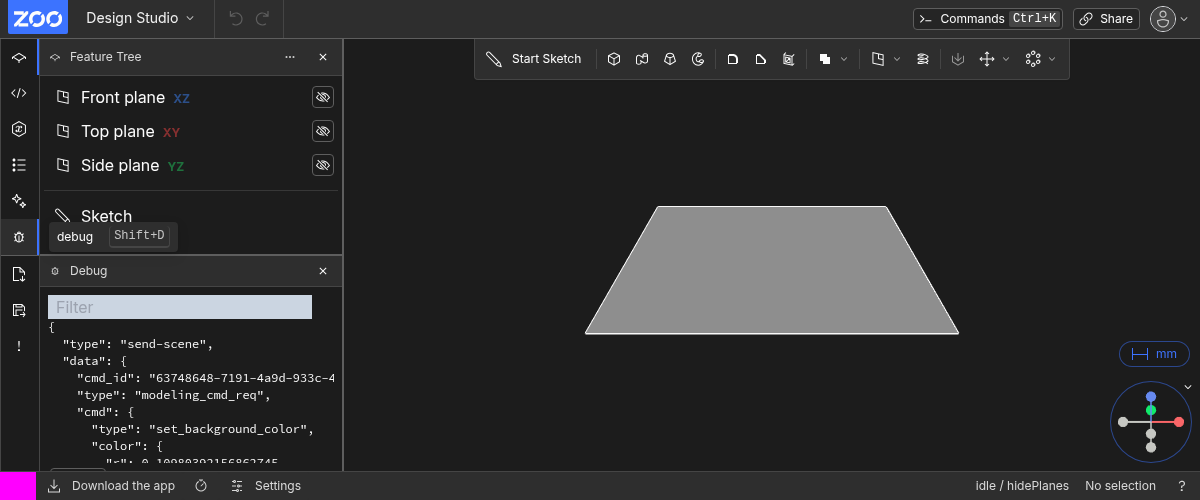 ZOO Design Studio Commands Ctrl+K Share
Feature Tree
Start Sketch
Front plane XZ
Top plane XY
Side plane YZ
Sketch
debug Shift+D
Debug
Filter
{
"type": "send-scene",
"data": {
"cmd_id": "63748648-7191-4a9d-933c-4
"type": "modeling_cmd_req",
"cmd": {
"type": "set_background_color",
"color": {
"r": 0.10980392156862745
mm
Download the app Settings idle / hidePlanes No selection ?